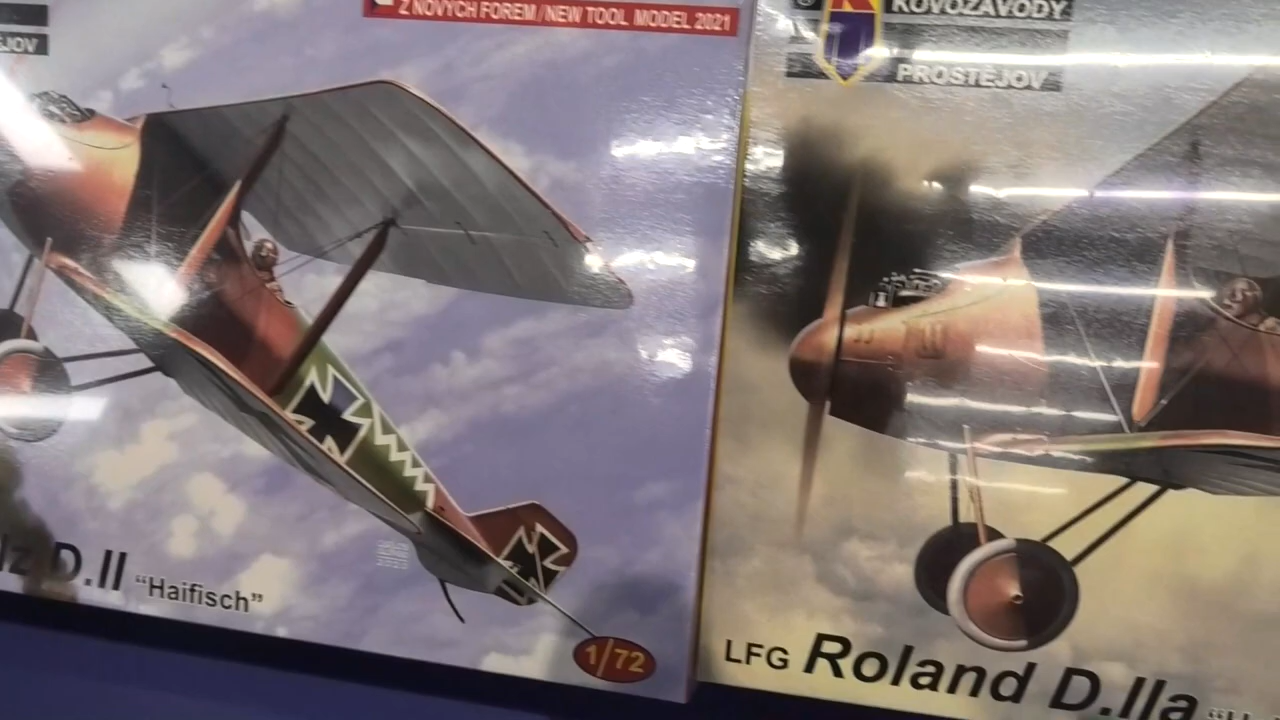 Z NOVÝCH FOREM/NEW TOOL MODEL 2021
D.II "Haifisch"
1/72
KOVOZÁVODY
PROSTĚJOV
LFG Roland D.IIa